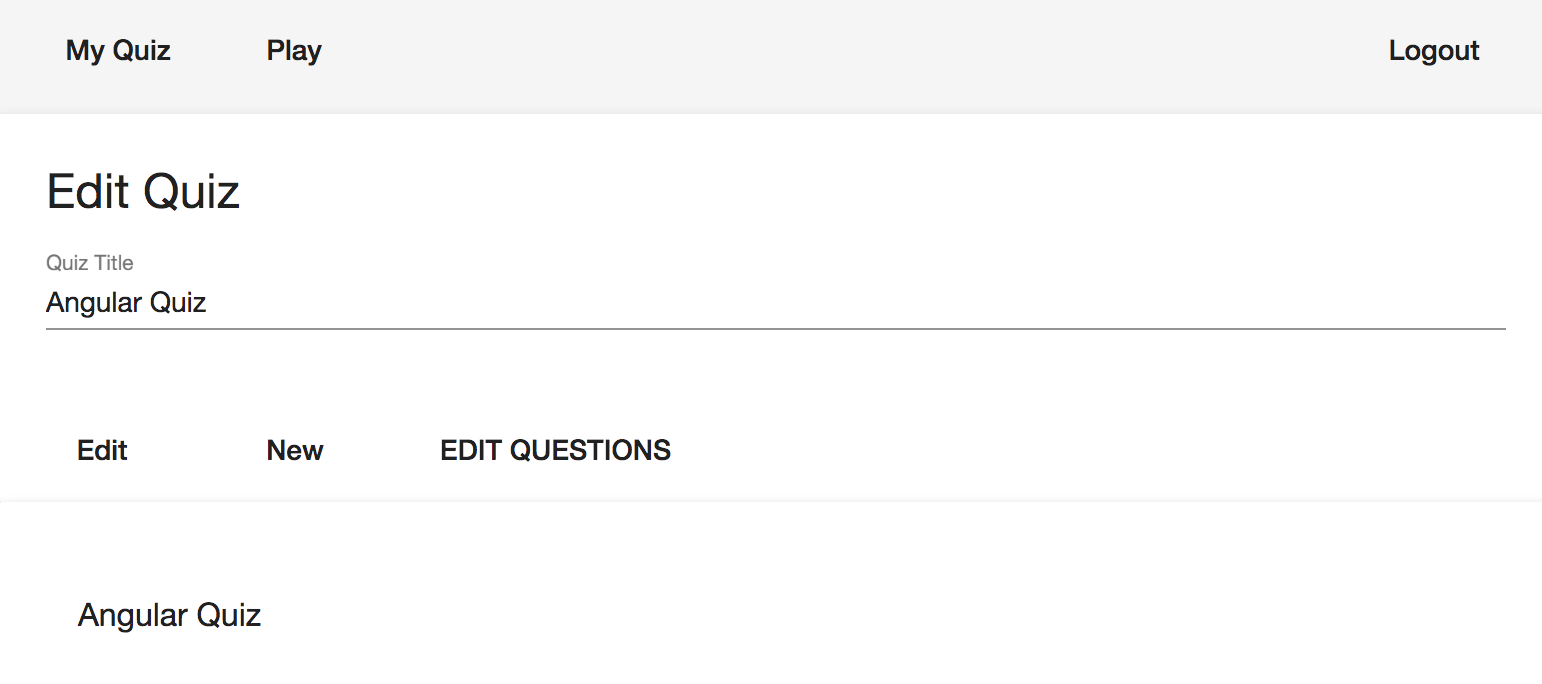 My Quiz Play Logout
Edit Quiz
Quiz Title
Angular Quiz
Edit New EDIT QUESTIONS
Angular Quiz